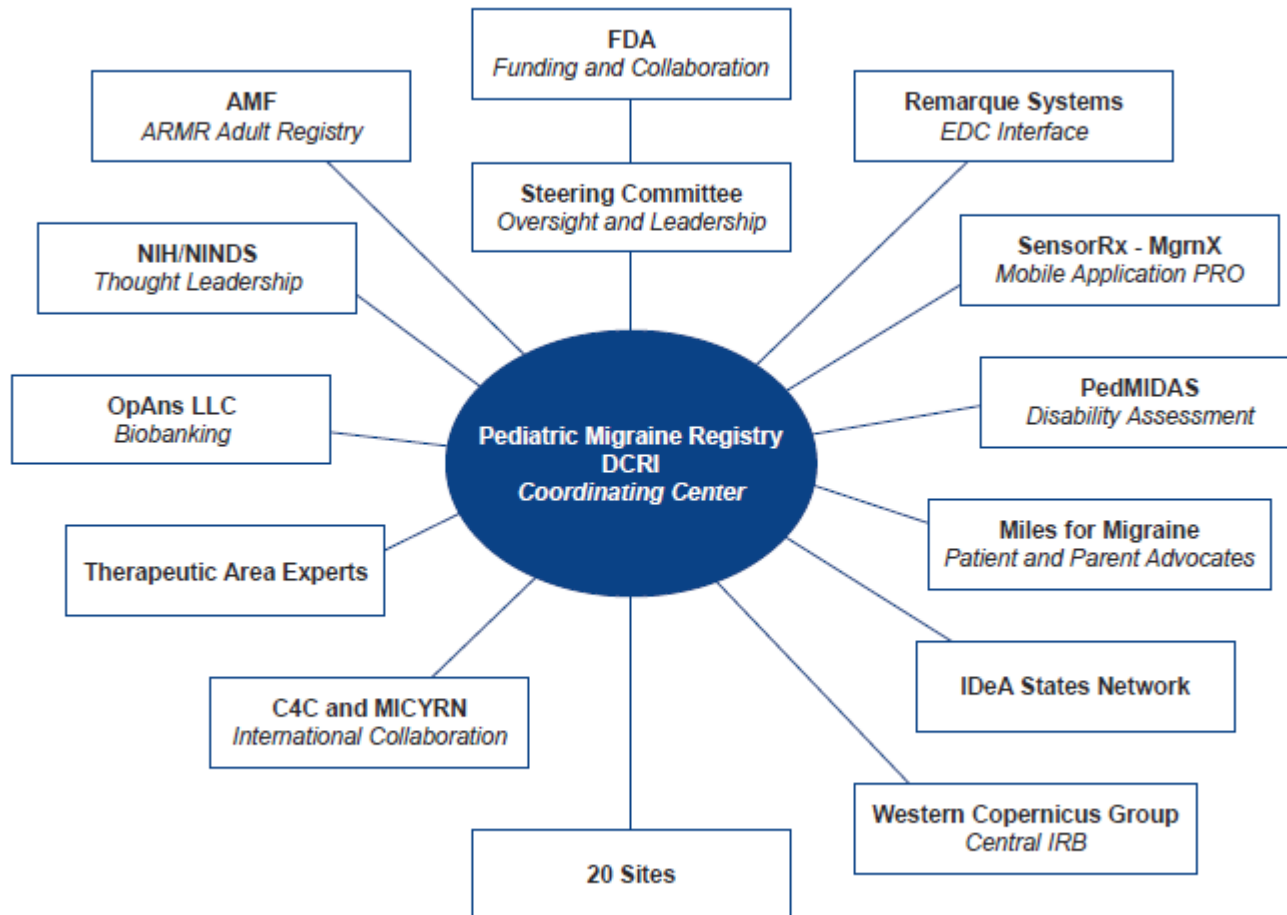 FDA
Funding and Collaboration
AMF
ARMR Adult Registry
Remarque Systems
EDC Interface
Steering Committee
Oversight and Leadership
NIH/NINDS
Thought Leadership
SensorRx - MgrnX
Mobile Application PRO
OpAns LLC
Biobanking
PedMIDAS
Disability Assessment
Pediatric Migraine Registry
DCRI
Coordinating Center
Miles for Migraine
Patient and Parent Advocates
Therapeutic Area Experts
IDeA States Network
C4C and MICYRN
International Collaboration
Western Copernicus Group
Central IRB
20 Sites